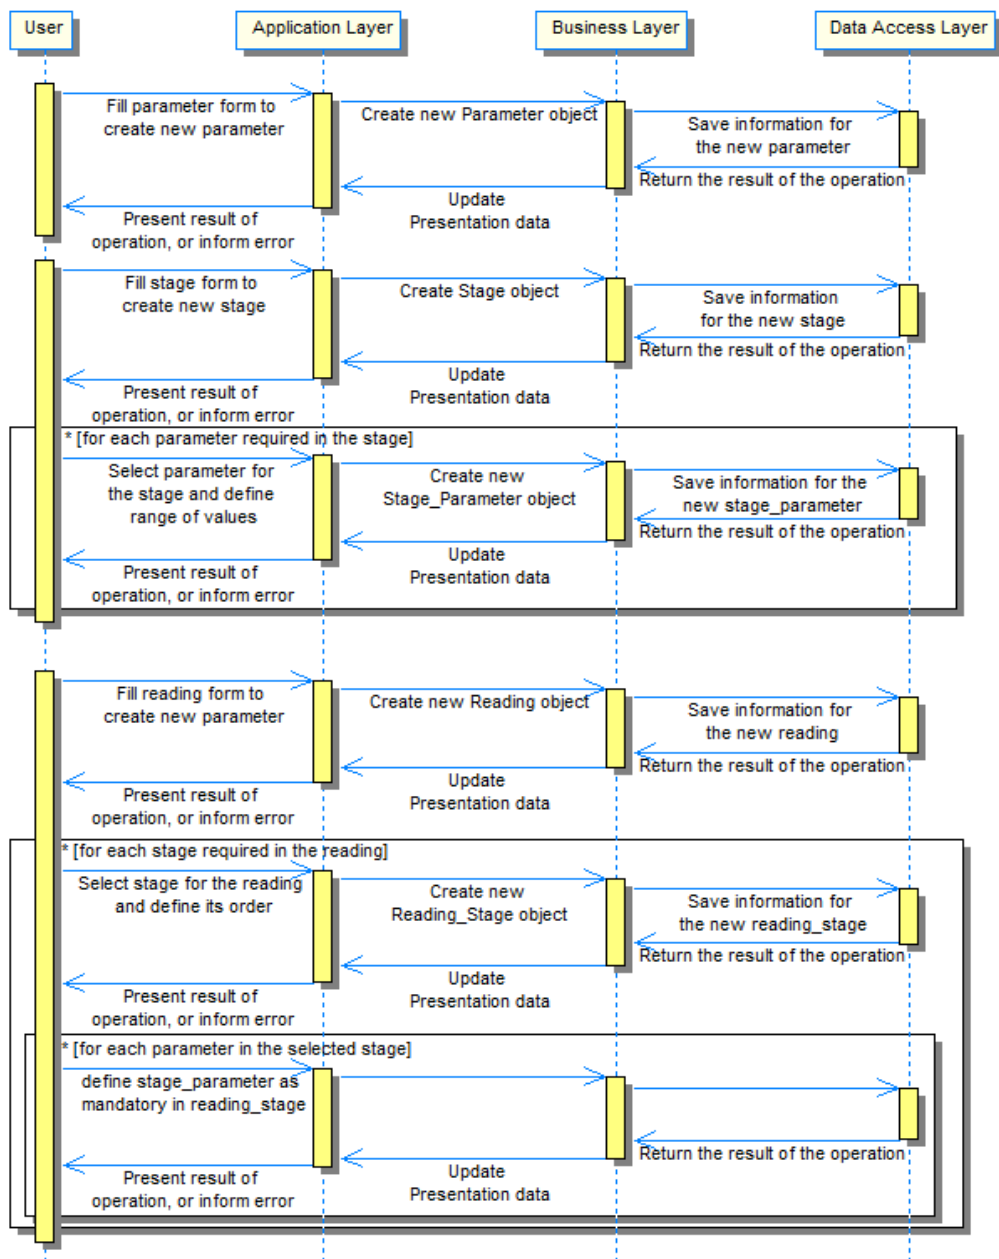 User
Application Layer
Business Layer
Data Access Layer
Fill parameter form to
create new parameter
Create new Parameter object
Save information for
the new parameter
Return the result of the operation
Update
Presentation data
Present result of
operation, or inform error
Fill stage form to
create new stage
Create Stage object
Save information
for the new stage
Return the result of the operation
Update
Presentation data
Present result of
operation, or inform error
* [for each parameter required in the stage]
Select parameter for
the stage and define
range of values
Create new
Stage_Parameter object
Save information for the
new stage_parameter
Return the result of the operation
Update
Presentation data
Present result of
operation, or inform error
Fill reading form to
create new parameter
Create new Reading object
Save information for
the new reading
Return the result of the operation
Update
Presentation data
Present result of
operation, or inform error
* [for each stage required in the reading]
Select stage for the reading
and define its order
Create new
Reading_Stage object
Save information for
the new reading_stage
Return the result of the operation
Update
Presentation data
Present result of
operation, or inform error
* [for each parameter in the selected stage]
define stage_parameter as
mandatory in reading_stage
Return the result of the operation
Update
Presentation data
Present result of
operation, or inform error